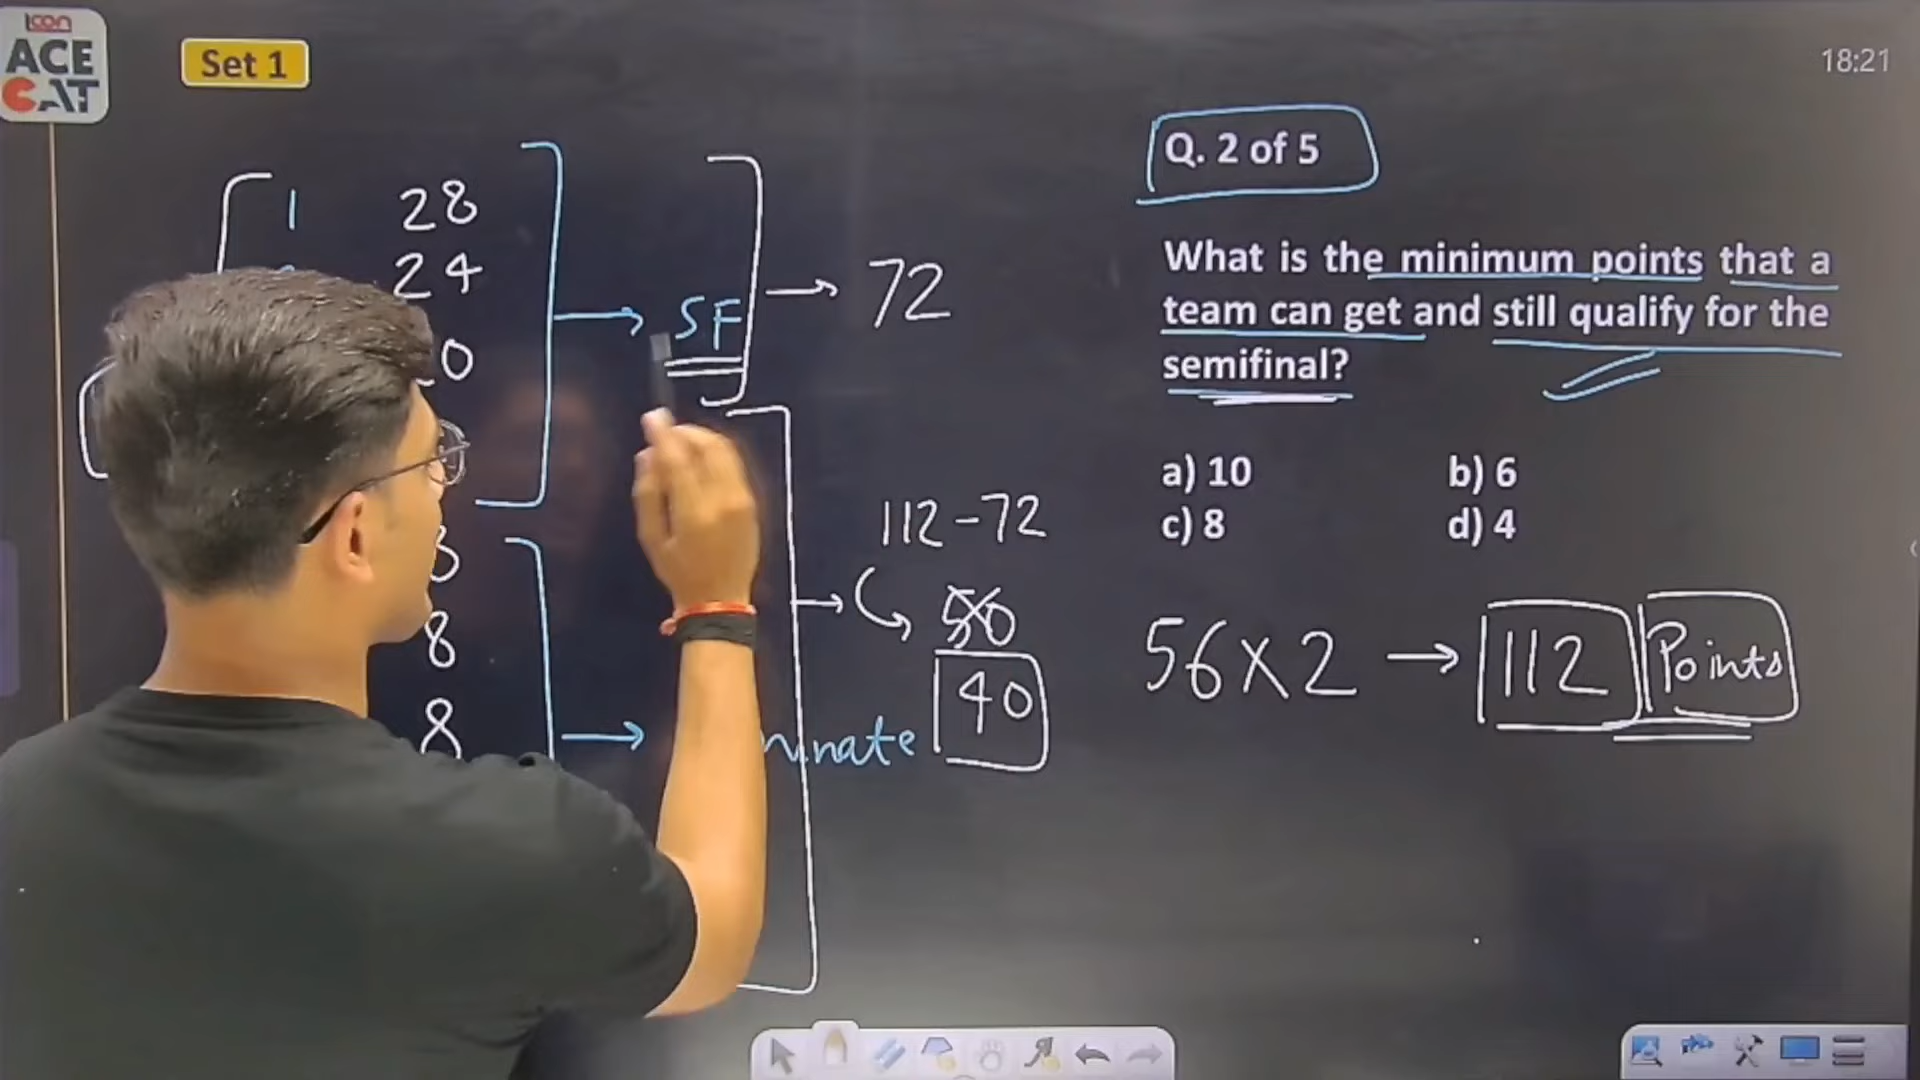 icon
ACE
CAT
Set 1
18:21
Q. 2 of 5
What is the minimum points that a
team can get and still qualify for the
semifinal?
a) 10
b) 6
c) 8
d) 4
56 X 2 → 112 Points
1 28
24
0
8
8
SF
→ 72
112 - 72
50
40